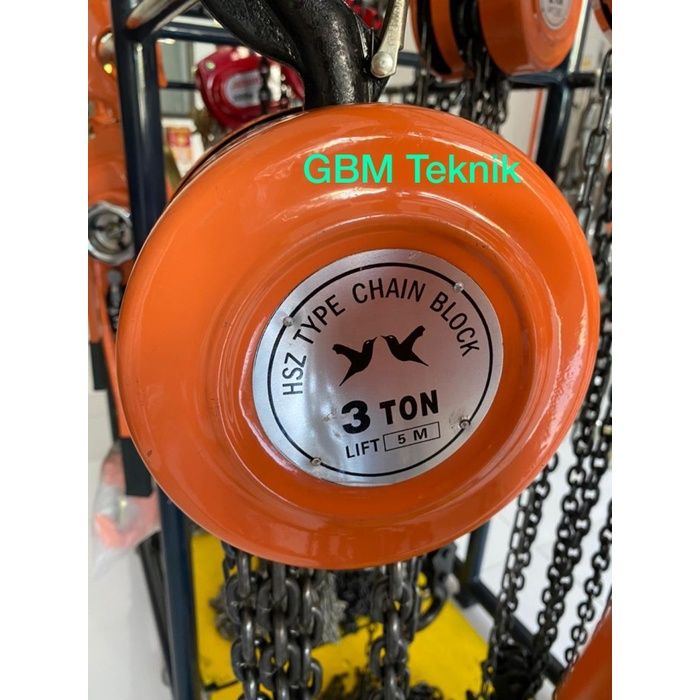 GBM Teknik
HSZ TYPE CHAIN BLOCK
3 TON
LIFT 5 M